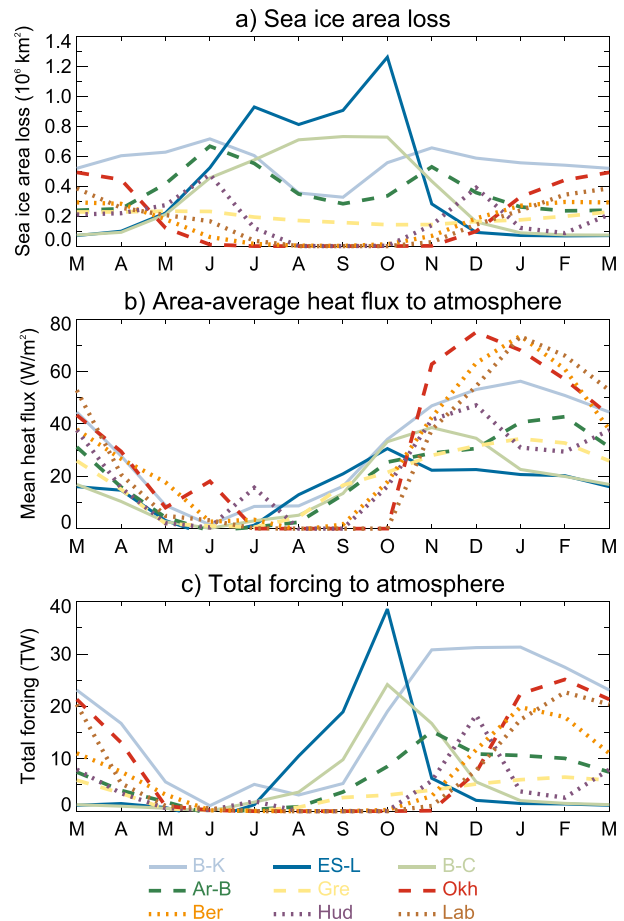 a) Sea ice area loss
Sea ice area loss (10⁶ km²)
1.4
1.2
1.0
0.8
0.6
0.4
0.2
0.0
M A M J J A S O N D J F M
b) Area-average heat flux to atmosphere
Mean heat flux (W/m²)
80
60
40
20
0
M A M J J A S O N D J F M
c) Total forcing to atmosphere
Total forcing (TW)
40
30
20
10
0
M A M J J A S O N D J F M
B-K ES-L B-C
Ar-B Gre Okh
Ber Hud Lab